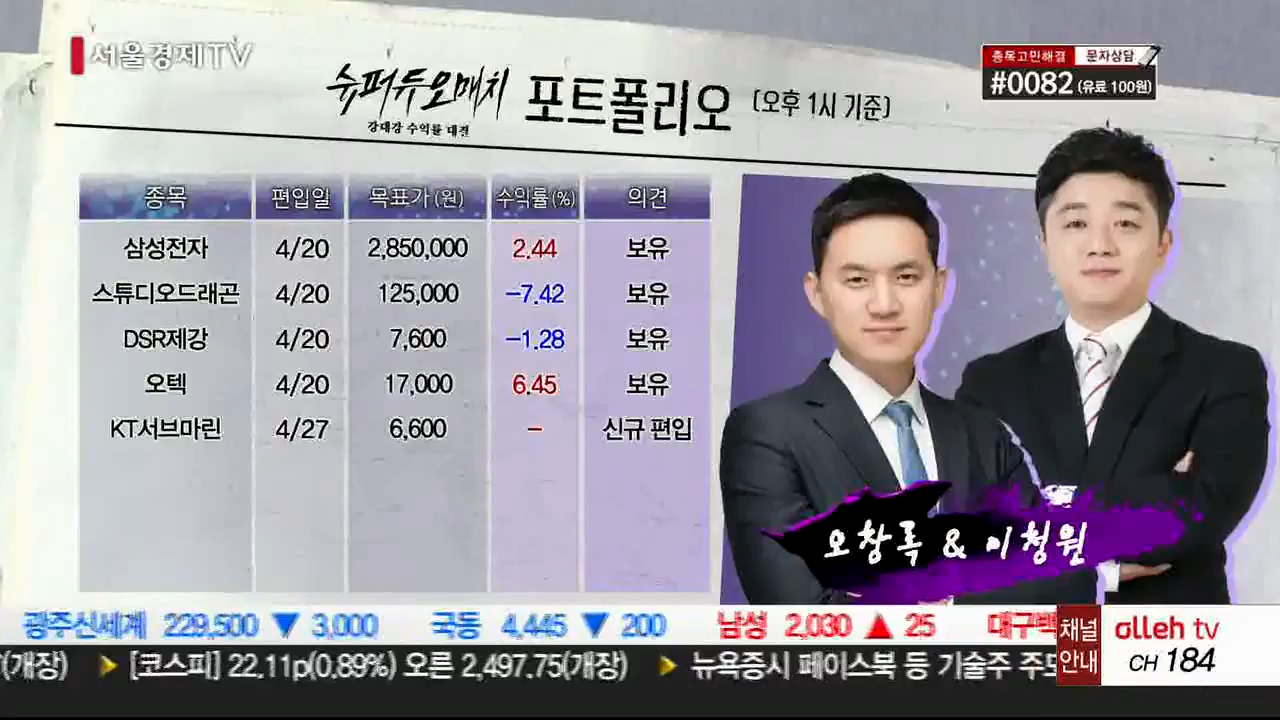 서울경제TV
종목고민해결 문자상담
#0082 (유료 100원)
슈퍼듀오매치 포트폴리오 [오후 1시 기준]
강대강 수익률 대결
종목 편입일 목표가(원) 수익률(%) 의견
삼성전자 4/20 2,850,000 2.44 보유
스튜디오드래곤 4/20 125,000 -7.42 보유
DSR제강 4/20 7,600 -1.28 보유
오텍 4/20 17,000 6.45 보유
KT서브마린 4/27 6,600 - 신규 편입
오창록 & 이청원
광주신세계 229,500 ▼ 3,000 국동 4,445 ▼ 200 남성 2,030 ▲ 25 대구백
채널안내 olleh tv CH 184
(개장) [코스피] 22.11p(0.89%) 오른 2,497.75(개장) 뉴욕증시 페이스북 등 기술주 주도